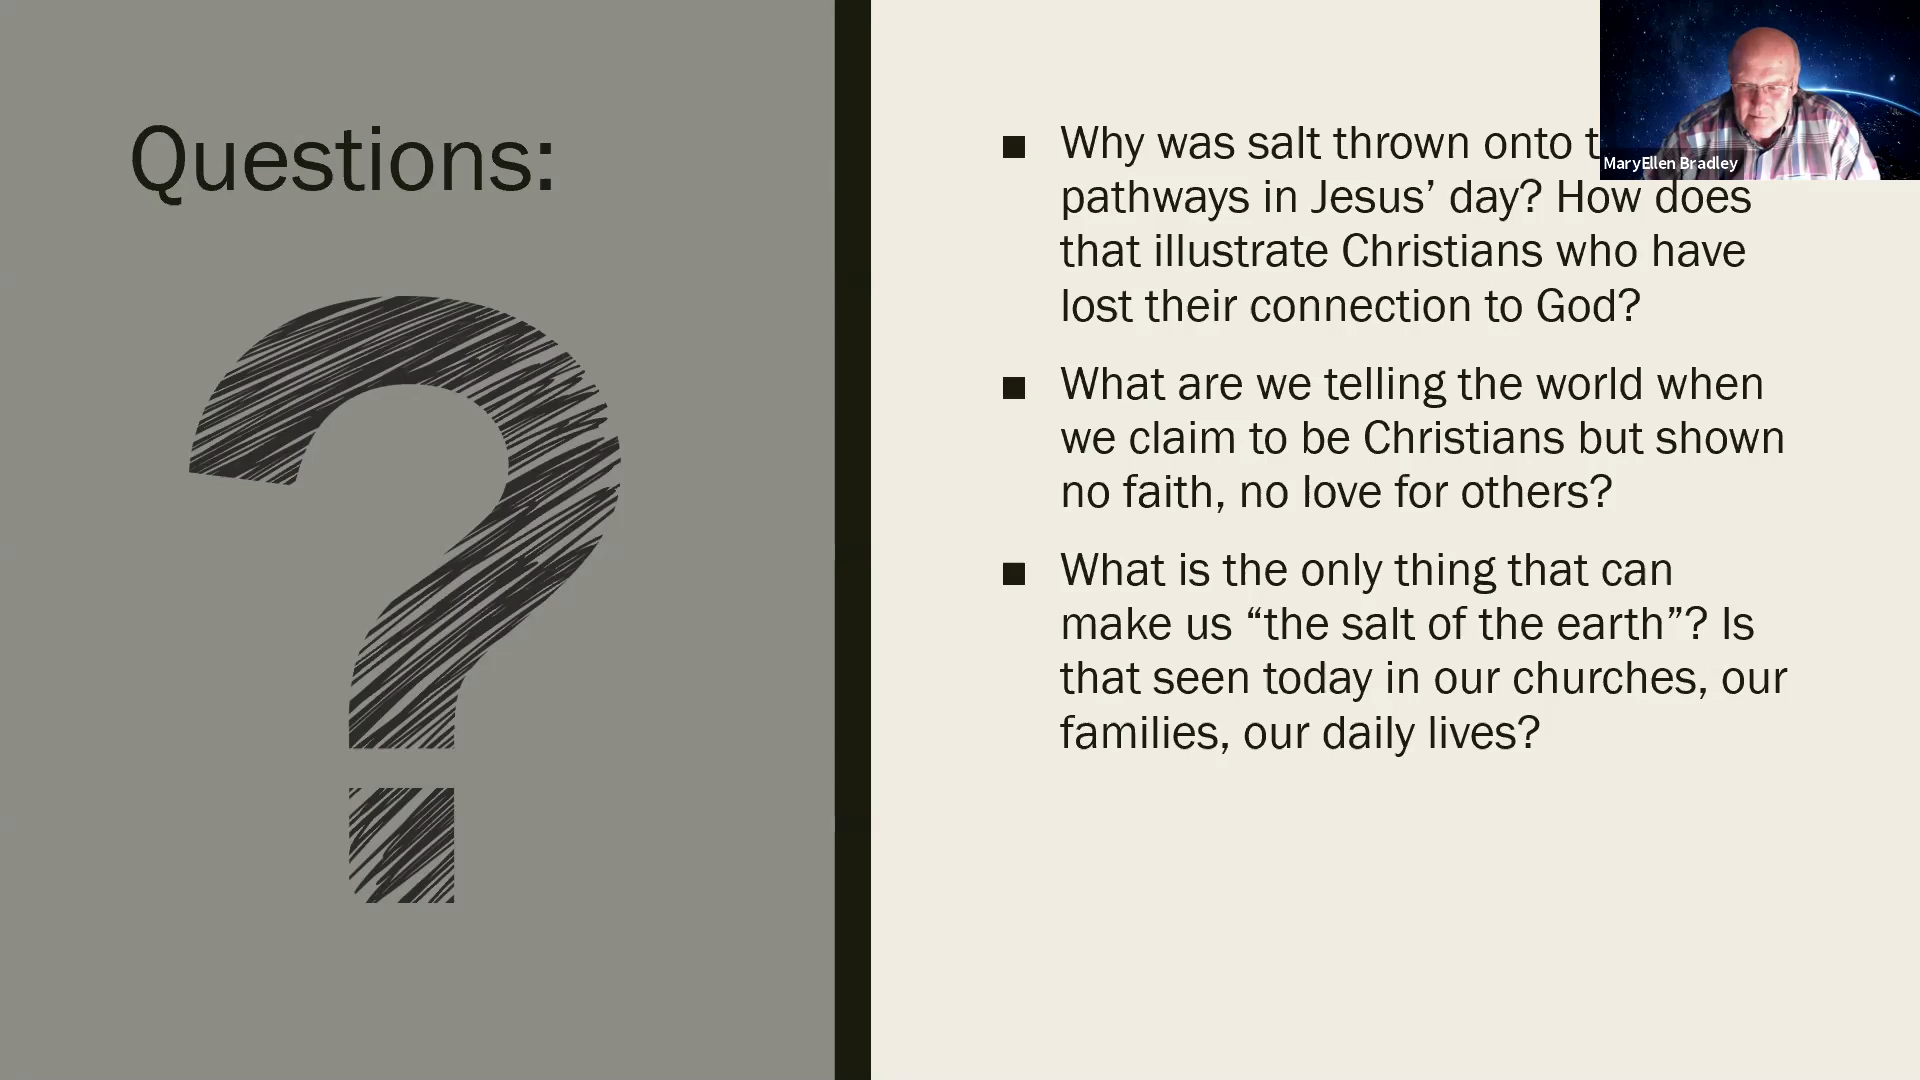 Questions:
■ Why was salt thrown onto
pathways in Jesus’ day? How does
that illustrate Christians who have
lost their connection to God?
■ What are we telling the world when
we claim to be Christians but shown
no faith, no love for others?
■ What is the only thing that can
make us “the salt of the earth”? Is
that seen today in our churches, our
families, our daily lives?
MaryEllen Bradley